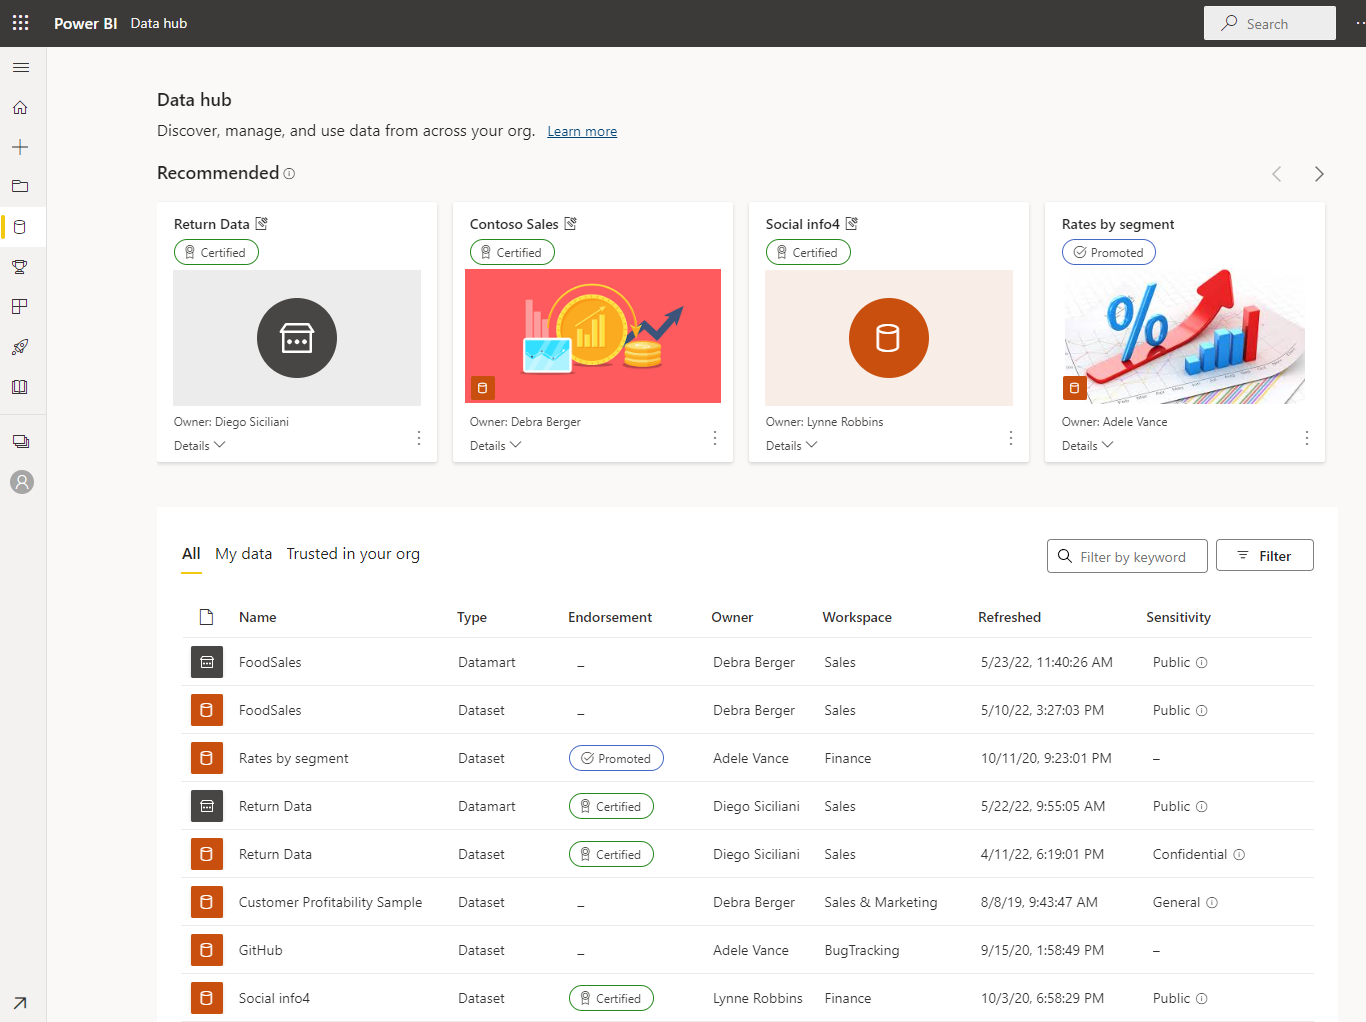 Power BI Data hub
Search
Data hub
Discover, manage, and use data from across your org. Learn more
Recommended
Return Data
Certified
Owner: Diego Siciliani
Details
Contoso Sales
Certified
Owner: Debra Berger
Details
Social info4
Certified
Owner: Lynne Robbins
Details
Rates by segment
Promoted
%
Owner: Adele Vance
Details
All My data Trusted in your org
Filter by keyword
Filter
Name Type Endorsement Owner Workspace Refreshed Sensitivity
FoodSales Datamart – Debra Berger Sales 5/23/22, 11:40:26 AM Public
FoodSales Dataset – Debra Berger Sales 5/10/22, 3:27:03 PM Public
Rates by segment Dataset Promoted Adele Vance Finance 10/11/20, 9:23:01 PM –
Return Data Datamart Certified Diego Siciliani Sales 5/22/22, 9:55:05 AM Public
Return Data Dataset Certified Diego Siciliani Sales 4/11/22, 6:19:01 PM Confidential
Customer Profitability Sample Dataset – Debra Berger Sales & Marketing 8/8/19, 9:43:47 AM General
GitHub Dataset – Adele Vance BugTracking 9/15/20, 1:58:49 PM –
Social info4 Dataset Certified Lynne Robbins Finance 10/3/20, 6:58:29 PM Public